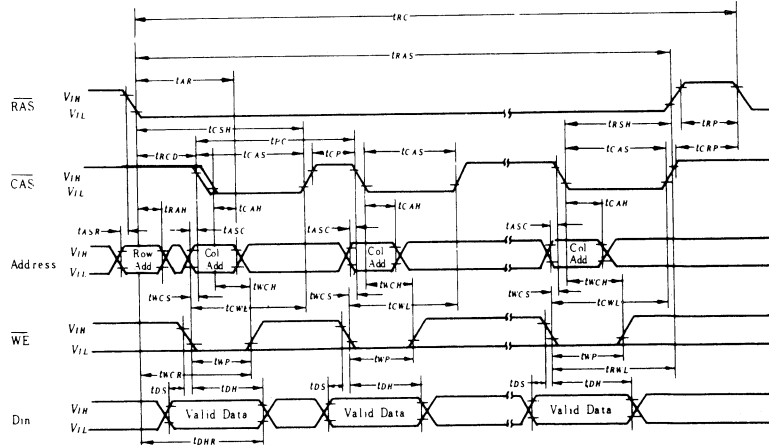 tRC
tRAS
tAR
RAS VIH
VIL
tCSH
tPC
tRSH
tRP
tRCD tCAS tCP tCAS tCAS tCRP
CAS VIH
VIL
tRAH tCAH tCAH tCAH
tASR tASC tASC tASC
Address VIH
VIL
Row Add
Col Add
Col Add
Col Add
tWCH tWCH tWCH
tWCS tCWL tWCS tCWL tWCS tCWL
WE VIH
VIL
tWP tWP tWP
tWCR tRWL
tDS tDH tDS tDH tDS tDH
Din VIH
VIL
Valid Data Valid Data Valid Data
tDHR